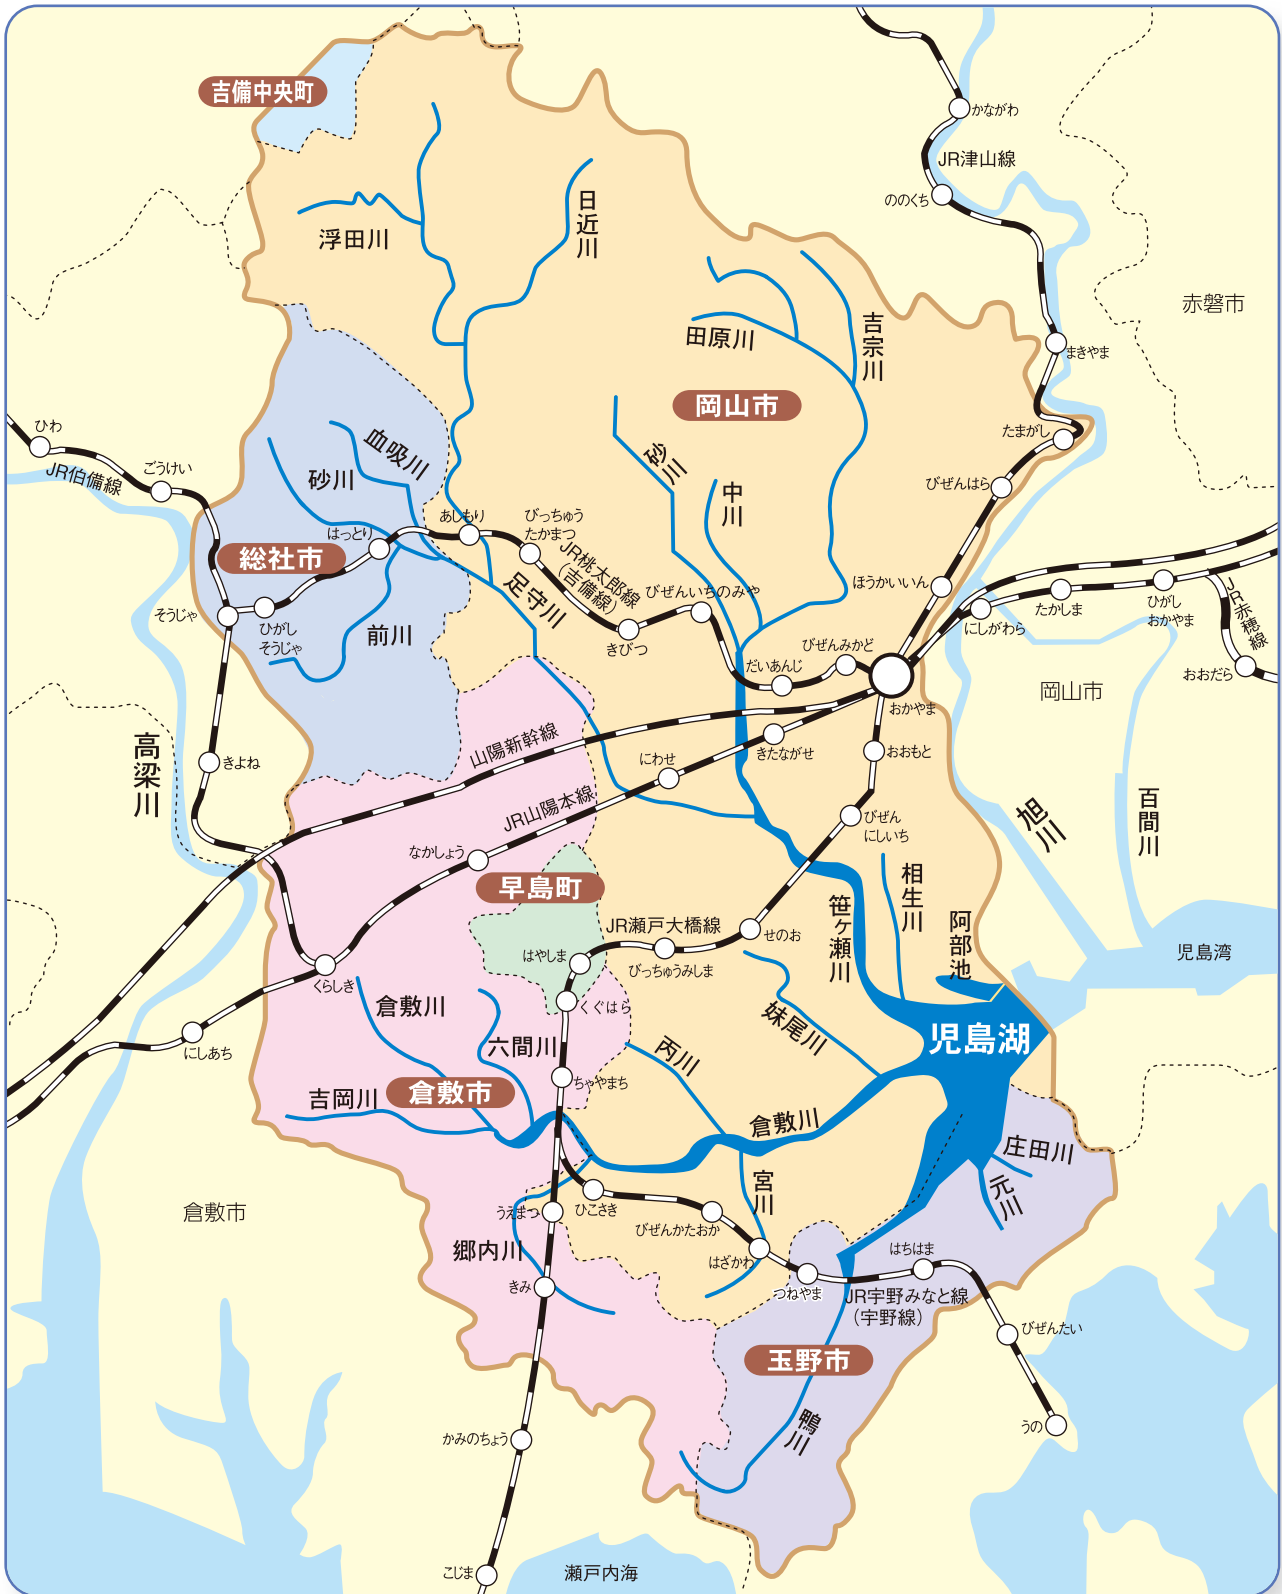 吉備中央町
かながわ
JR津山線
ののくち
浮田川
日近川
赤磐市
田原川
吉宗川
まきやま
岡山市
ひわ
JR伯備線
ごうけい
血吸川
砂川
砂川
中川
たまがし
びぜんはら
はっとり
あしもり
びっちゅう
たかまつ
総社市
JR桃太郎線
(吉備線)
足守川
びぜんいちのみや
ほうかいいん
たかしま
ひがし
おかやま
JR赤穂線
そうじゃ
ひがし
そうじゃ
前川
きびつ
にしがわら
びぜんみかど
だいあんじ
おおだら
岡山市
おかやま
高梁川
きよね
山陽新幹線
にわせ
きたながせ
おおもと
JR山陽本線
びぜん
にしいち
旭川
百間川
なかしょう
早島町
相生川
笹ヶ瀬川
阿部池
JR瀬戸大橋線
せのお
はやしま
びっちゅうみしま
児島湾
くらしき
倉敷川
くぐはら
にしあち
六間川
妹尾川
児島湖
丙川
ちゃやまち
吉岡川
倉敷市
倉敷川
庄田川
宮川
元川
倉敷市
うえまつ
ひこさき
びぜんかたおか
郷内川
はざかわ
はちはま
きみ
つねやま
JR宇野みなと線
(宇野線)
びぜんたい
玉野市
鴨川
うの
かみのちょう
こじま
瀬戸内海